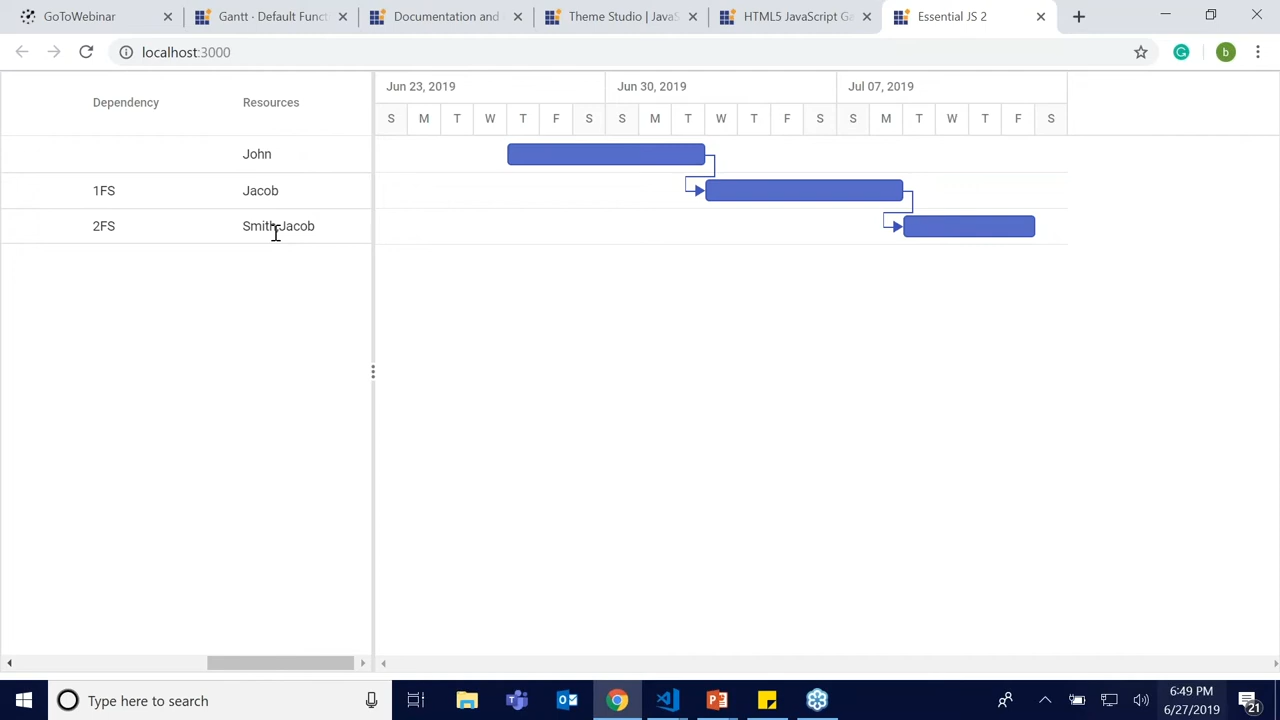 GoToWebinar
Gantt - Default Funct
Documentation and
Theme Studio | JavaS
HTML5 JavaScript Ga
Essential JS 2
localhost:3000
b
Dependency Resources
Jun 23, 2019 Jun 30, 2019 Jul 07, 2019
S M T W T F S S M T W T F S S M T W T F S
John
1FS Jacob
2FS Smith,Jacob
Type here to search
6:49 PM
6/27/2019
21